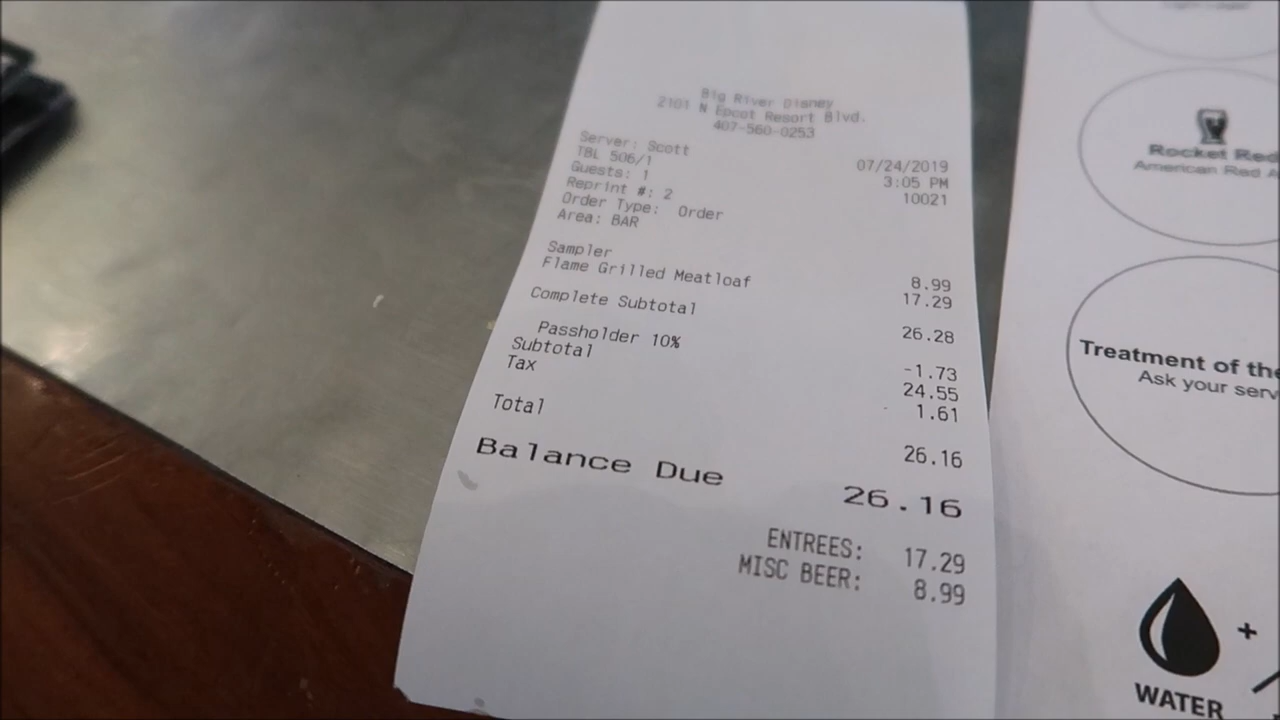 Big River Disney
2101 N Epcot Resort Blvd.
407-560-0253
Server: Scott 07/24/2019
TBL 506/1 3:05 PM
Guests: 1 10021
Reprint #: 2
Order Type: Order
Area: BAR
Sampler 8.99
Flame Grilled Meatloaf 17.29
Complete Subtotal 26.28
Passholder 10% -1.73
Subtotal 24.55
Tax 1.61
Total 26.16
Balance Due 26.16
ENTREES: 17.29
MISC BEER: 8.99
Rocket Red
American Red A
Treatment of the
Ask your serv
WATER +